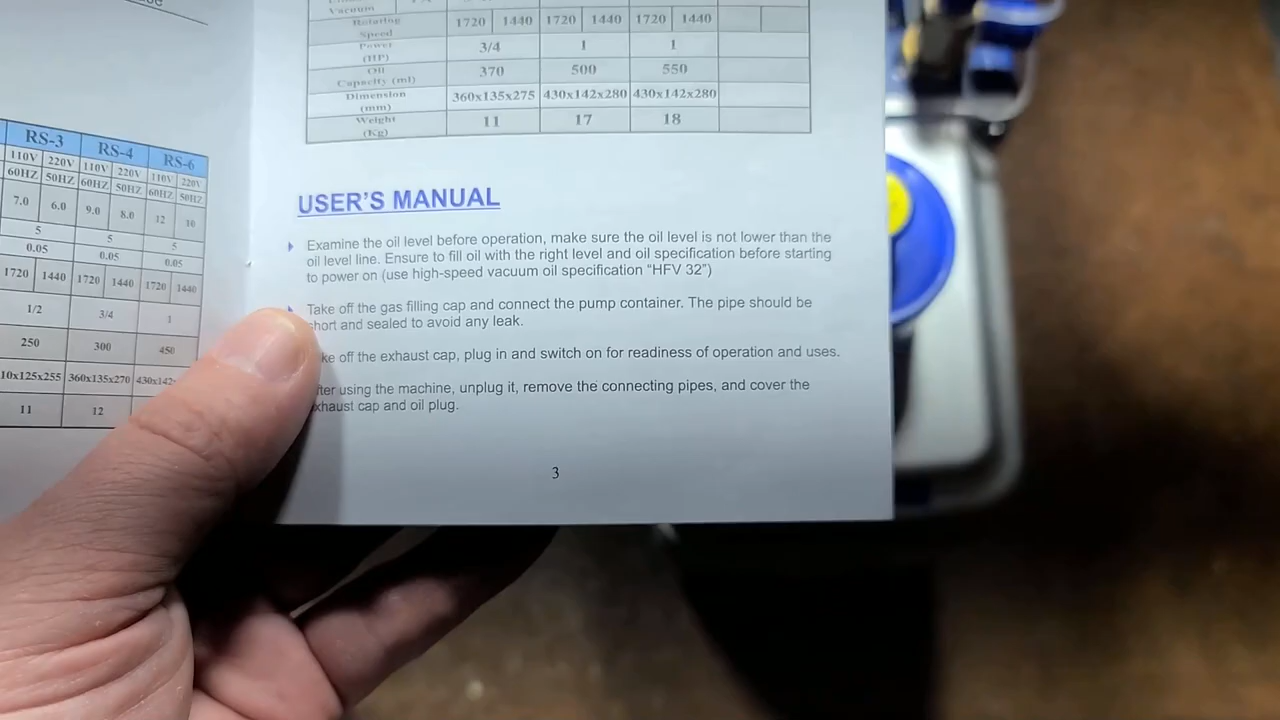 RS-3 RS-4 RS-6
110V 220V 110V 220V 110V 220V
60HZ 50HZ 60HZ 50HZ 60HZ 50HZ
7.0 6.0 9.0 8.0 12 10
5 5 5
0.05 0.05 0.05
1720 1440 1720 1440 1720 1440
1/2 3/4 1
250 300 450
10x125x255 360x135x270 430x142
11 12
Vacuum
Rotating Speed 1720 1440 1720 1440 1720 1440
Power (HP) 3/4 1 1
Oil Capacity (ml) 370 500 550
Dimension (mm) 360x135x275 430x142x280 430x142x280
Weight (Kg) 11 17 18
USER'S MANUAL
Examine the oil level before operation, make sure the oil level is not lower than the
oil level line. Ensure to fill oil with the right level and oil specification before starting
to power on (use high-speed vacuum oil specification "HFV 32")
Take off the gas filling cap and connect the pump container. The pipe should be
hort and sealed to avoid any leak.
ke off the exhaust cap, plug in and switch on for readiness of operation and uses.
fter using the machine, unplug it, remove the connecting pipes, and cover the
xhaust cap and oil plug.
3